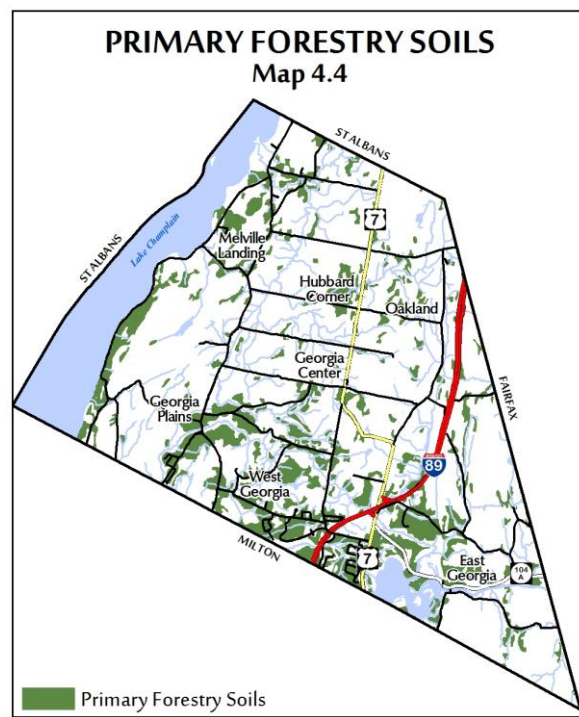 PRIMARY FORESTRY SOILS
Map 4.4
ST ALBANS
7
Lake Champlain
ST ALBANS
Melville
Landing
Hubbard
Corner
Oakland
Georgia
Center
FAIRFAX
Georgia
Plains
89
West
Georgia
MILTON
7
East
Georgia
104
A
Primary Forestry Soils